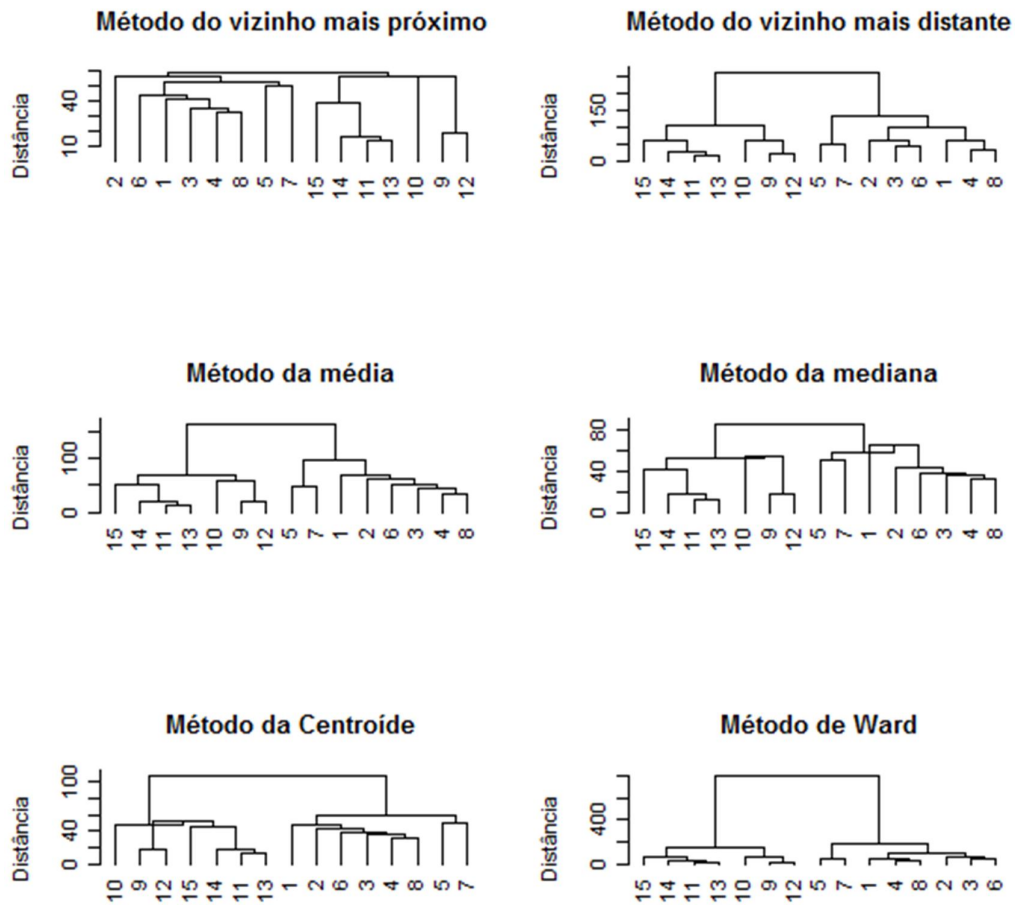 Método do vizinho mais próximo
Distância
40
10
2 6 1 3 4 8 5 7 15 14 11 13 10 9 12
Método do vizinho mais distante
Distância
150
0
15 14 11 13 10 9 12 5 7 2 3 6 1 4 8
Método da média
Distância
100
0
15 14 11 13 10 9 12 5 7 1 2 6 3 4 8
Método da mediana
Distância
80
40
0
15 14 11 13 10 9 12 5 7 1 2 6 3 4 8
Método da Centroíde
Distância
100
40
0
10 9 12 15 14 11 13 1 2 6 3 4 8 5 7
Método de Ward
Distância
400
0
15 14 11 13 10 9 12 5 7 1 4 8 2 3 6